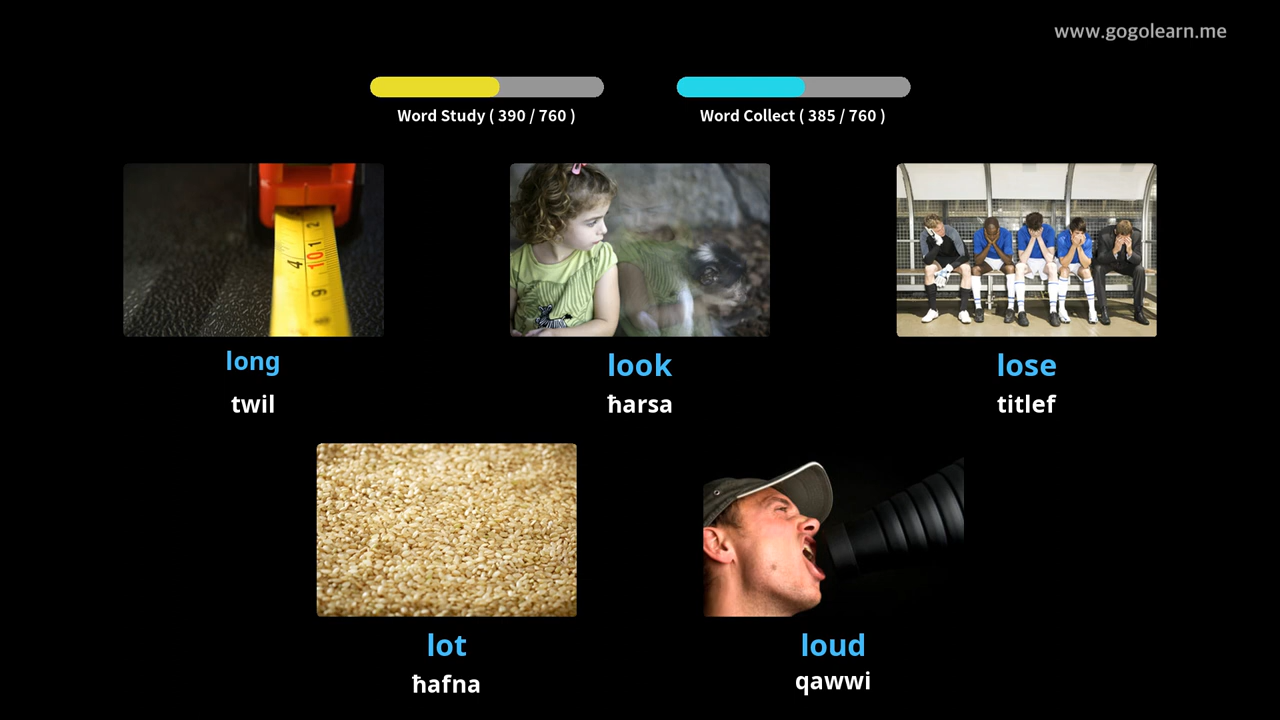 www.gogolearn.me
Word Study ( 390 / 760 )
Word Collect ( 385 / 760 )
long
look
lose
twil
ħarsa
titlef
lot
loud
ħafna
qawwi